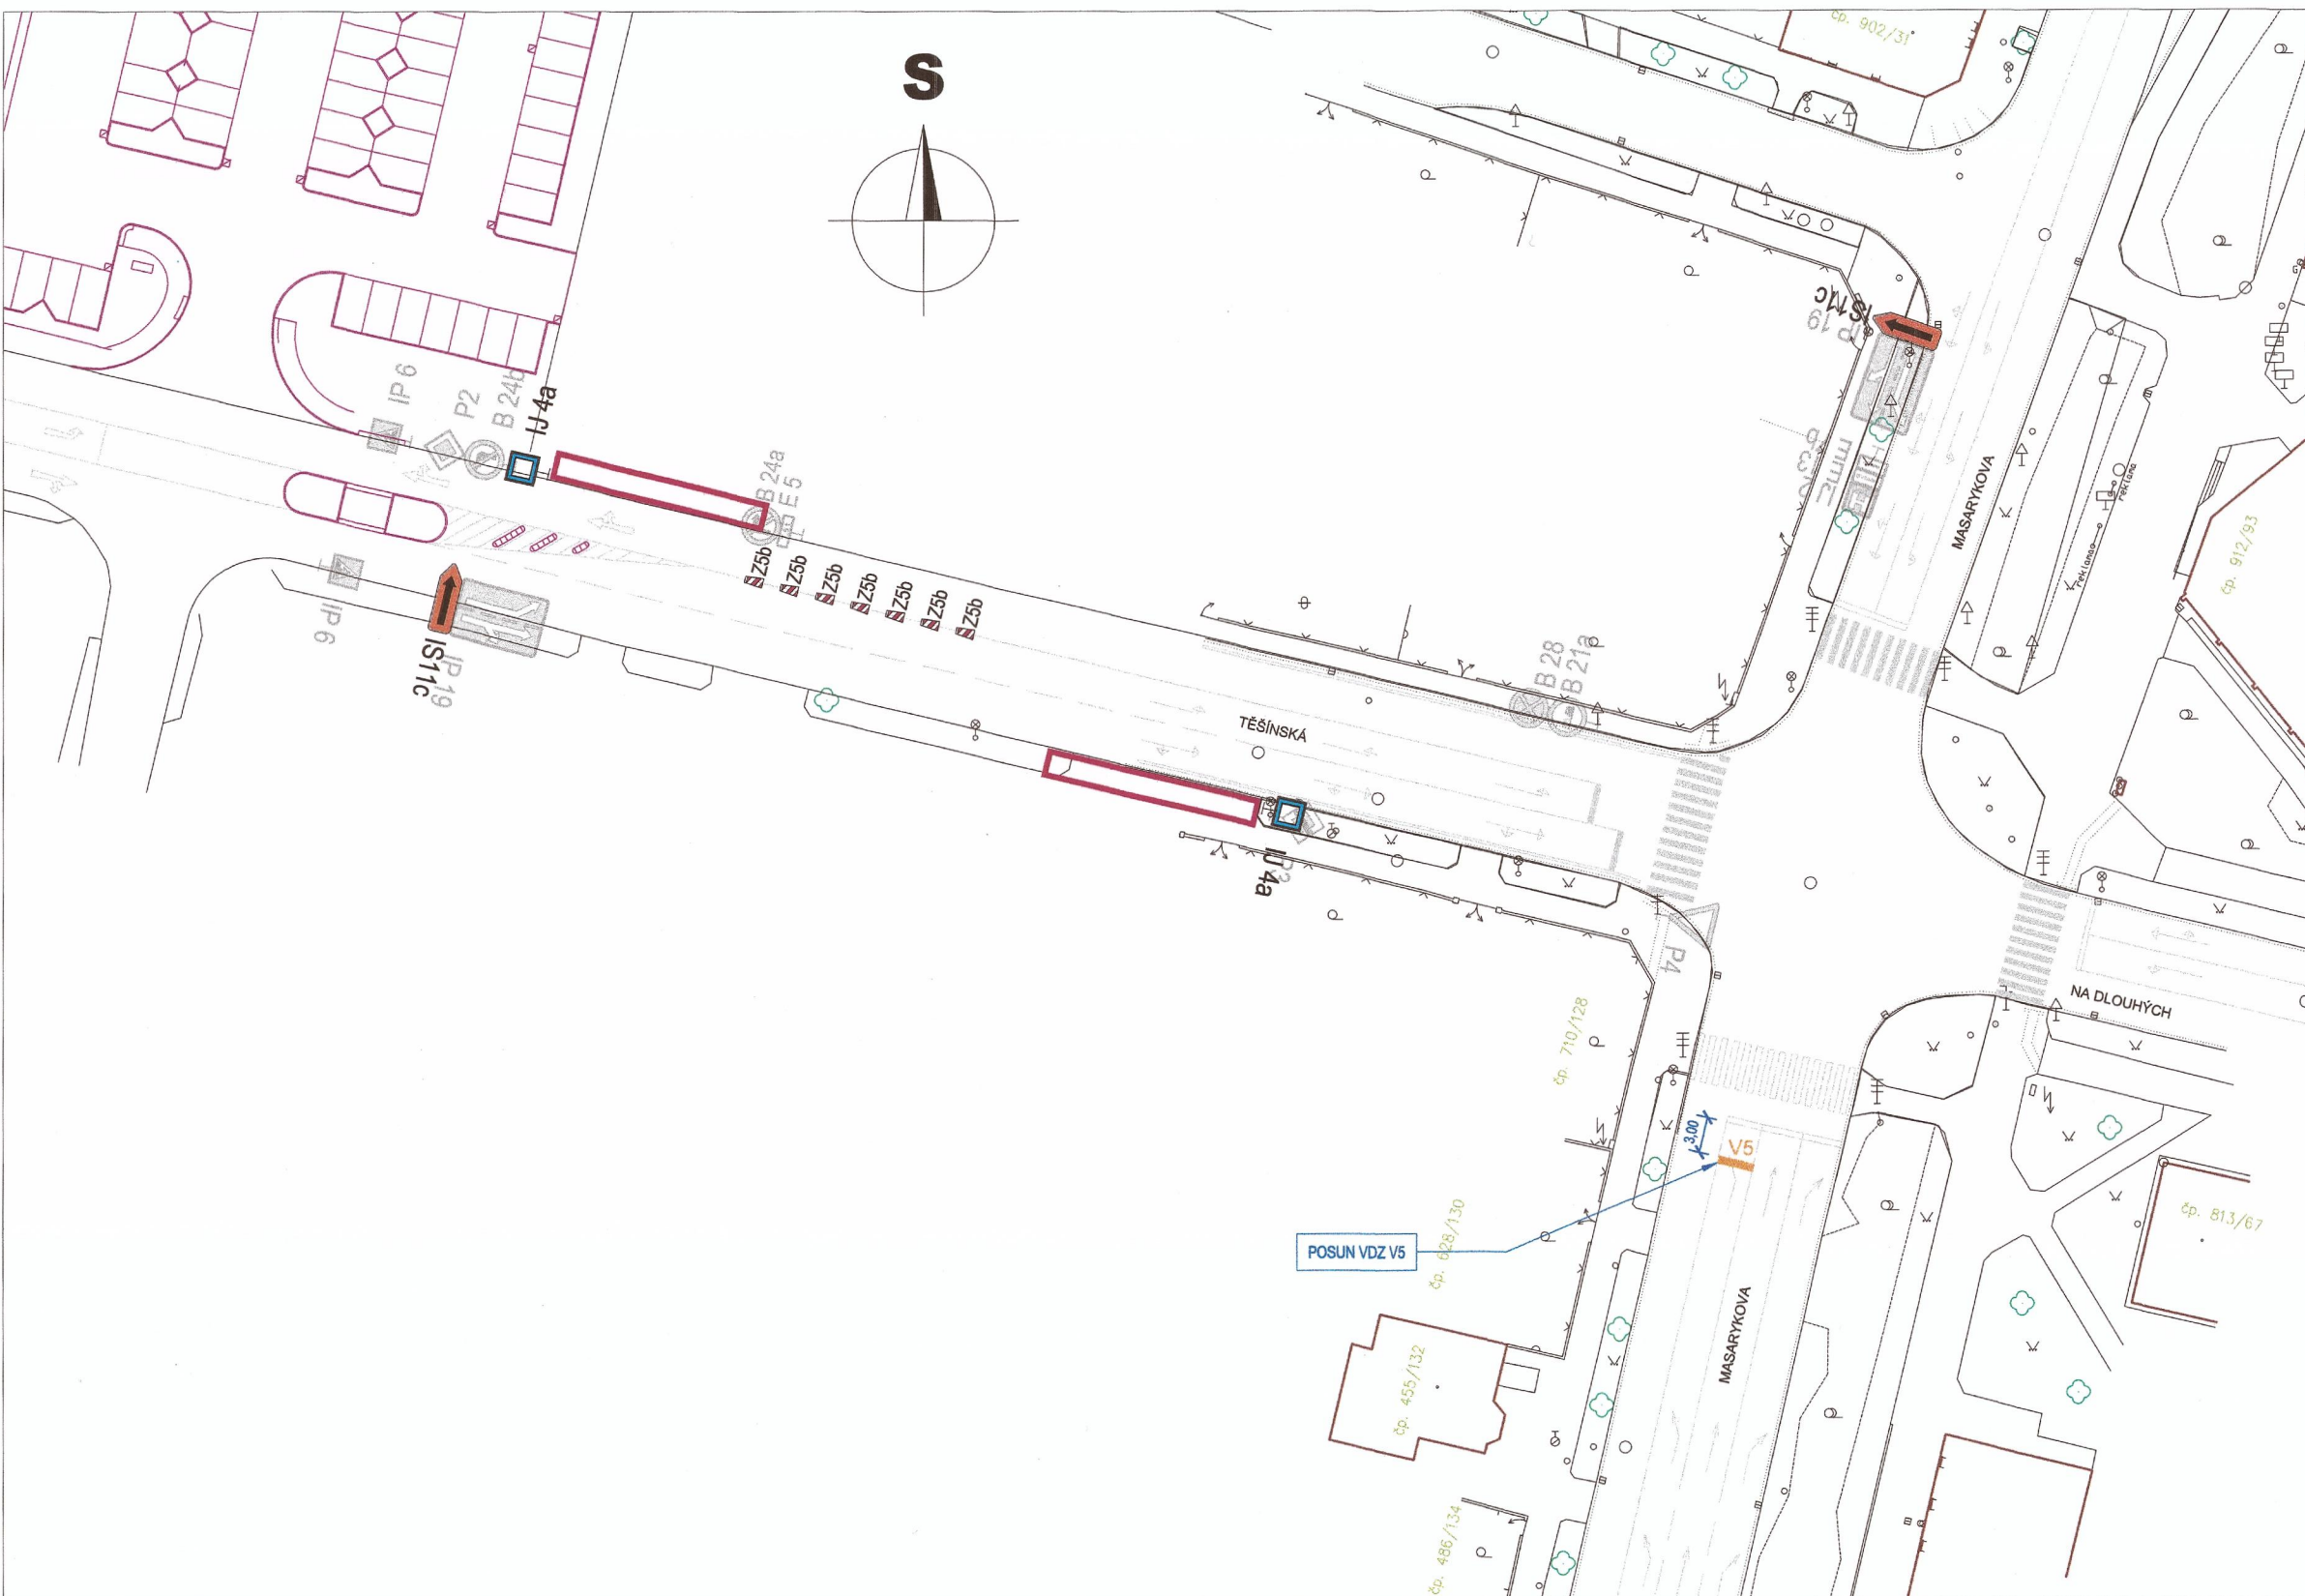 čp. 902/31
S
IS11c
IP 19
IP 6
P2
B 24b
IJ 4a
B 24a
E 5
MASARYKOVA
reklama
reklama
čp. 912/93
Z5b
Z5b
Z5b
Z5b
Z5b
Z5b
Z5b
IP 6
IS11c
IP 19
B 28
B 21a
TĚŠÍNSKÁ
IJ 4a
P4
NA DLOUHÝCH
čp. 710/128
3,00
V5
čp. 628/130
POSUN VDZ V5
čp. 813/67
MASARYKOVA
čp. 455/132
čp. 486/134